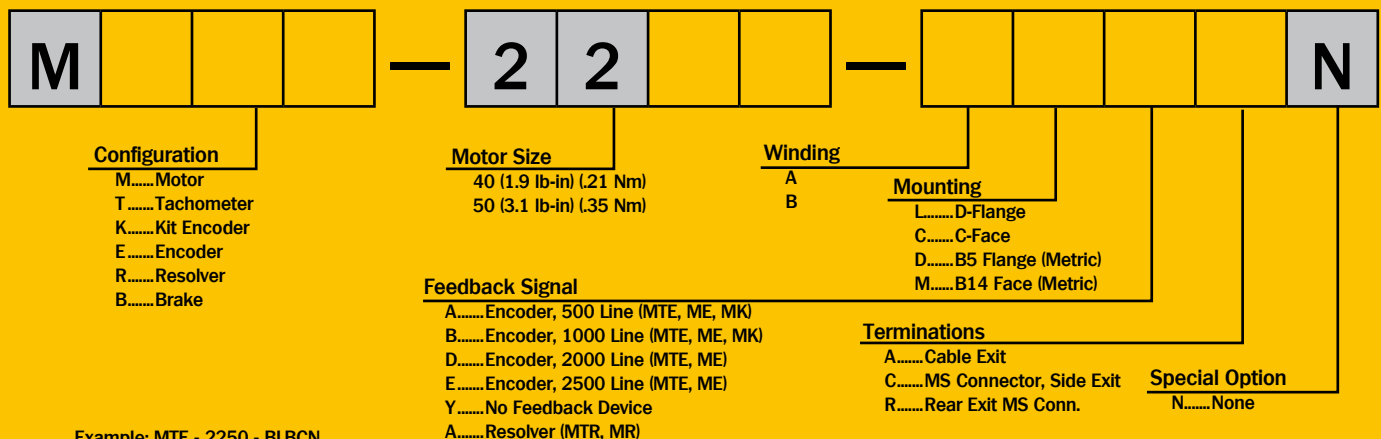 M — 2 2 — N
Configuration
M......Motor
T.......Tachometer
K.......Kit Encoder
E.......Encoder
R.......Resolver
B.......Brake
Motor Size
40 (1.9 lb-in) (.21 Nm)
50 (3.1 lb-in) (.35 Nm)
Winding
A
B
Mounting
L........D-Flange
C.......C-Face
D.......B5 Flange (Metric)
M......B14 Face (Metric)
Feedback Signal
A.......Encoder, 500 Line (MTE, ME, MK)
B.......Encoder, 1000 Line (MTE, ME, MK)
D.......Encoder, 2000 Line (MTE, ME)
E.......Encoder, 2500 Line (MTE, ME)
Y.......No Feedback Device
A.......Resolver (MTR, MR)
Terminations
A.......Cable Exit
C.......MS Connector, Side Exit
R.......Rear Exit MS Conn.
Special Option
N.......None
Example: MTE - 2250 - BLBCN